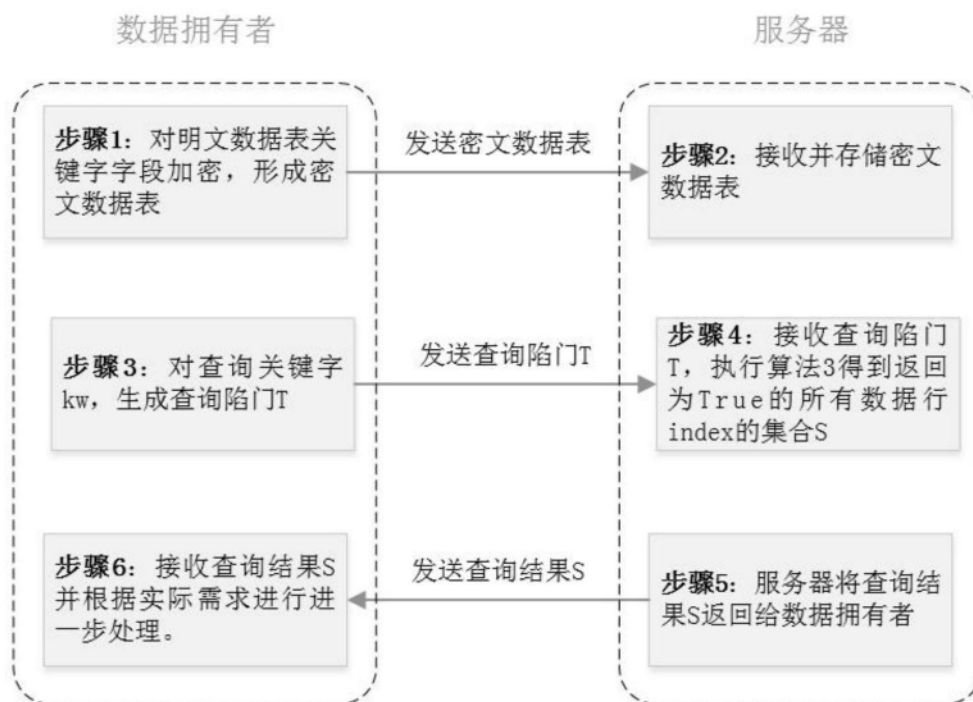 数据拥有者
服务器
步骤1：对明文数据表关
键字字段加密，形成密
文数据表
发送密文数据表
步骤2：接收并存储密文
数据表
步骤3：对查询关键字
kw，生成查询陷门T
发送查询陷门T
步骤4：接收查询陷门
T，执行算法3得到返回
为True的所有数据行
index的集合S
步骤6：接收查询结果S
并根据实际需求进行进
一步处理。
发送查询结果S
步骤5：服务器将查询结
果S返回给数据拥有者